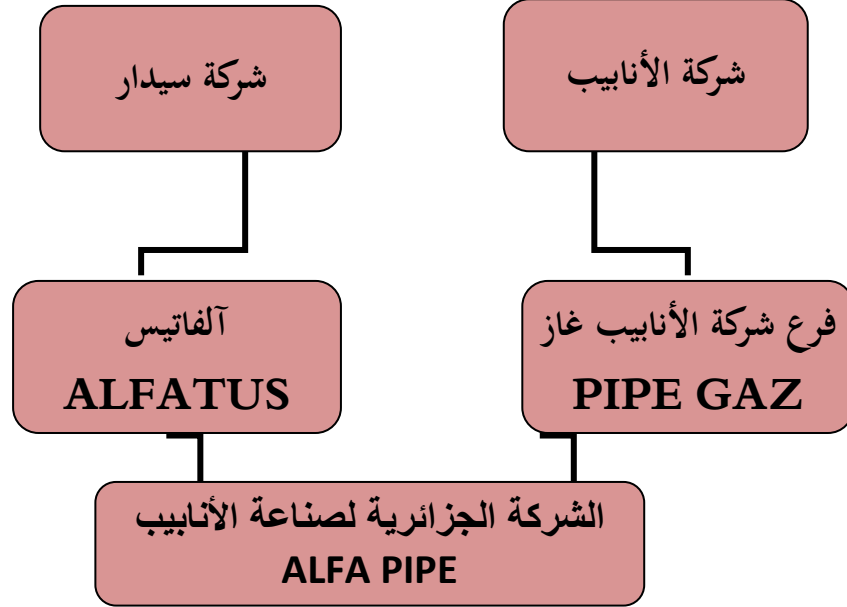 شركة الأنابيب
شركة سيدار
فرع شركة الأنابيب غاز
PIPE GAZ
آلفاتيس
ALFATUS
الشركة الجزائرية لصناعة الأنابيب
ALFA PIPE